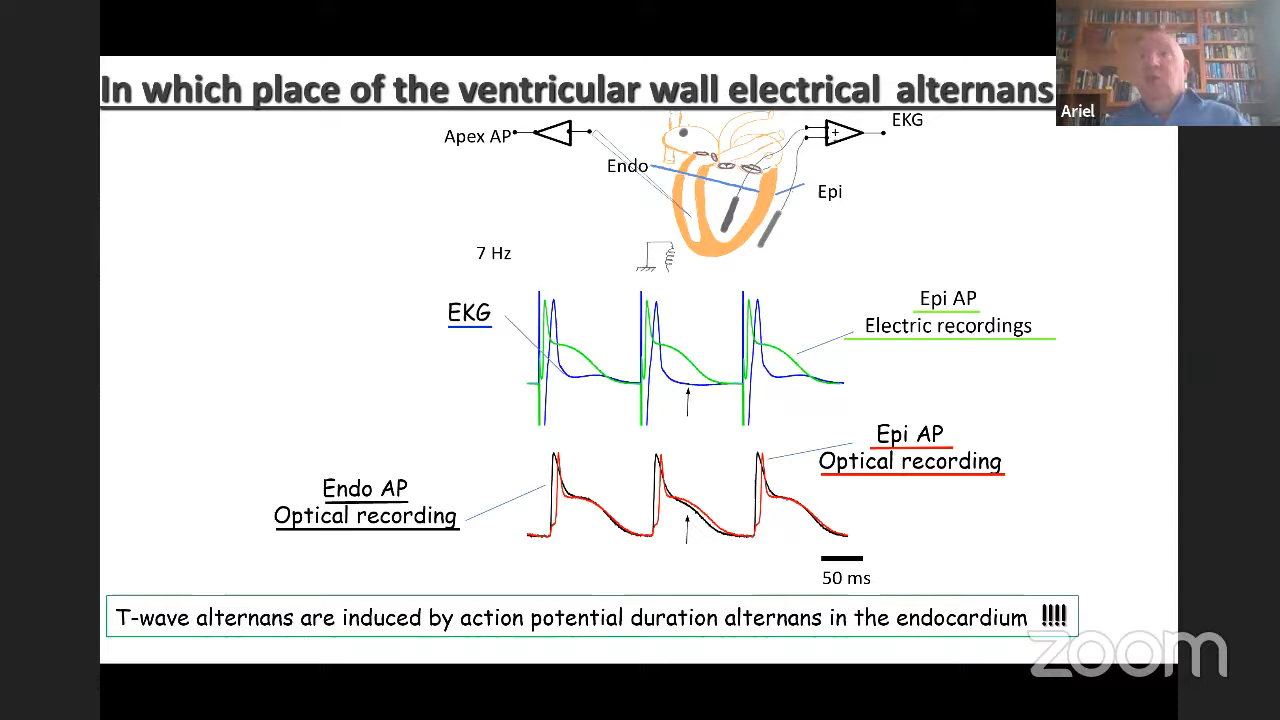 In which place of the ventricular wall electrical alternans
Ariel
Apex AP
EKG
Endo
Epi
+
7 Hz
EKG
Epi AP
Electric recordings
Epi AP
Optical recording
Endo AP
Optical recording
50 ms
T-wave alternans are induced by action potential duration alternans in the endocardium !!!!
zoom